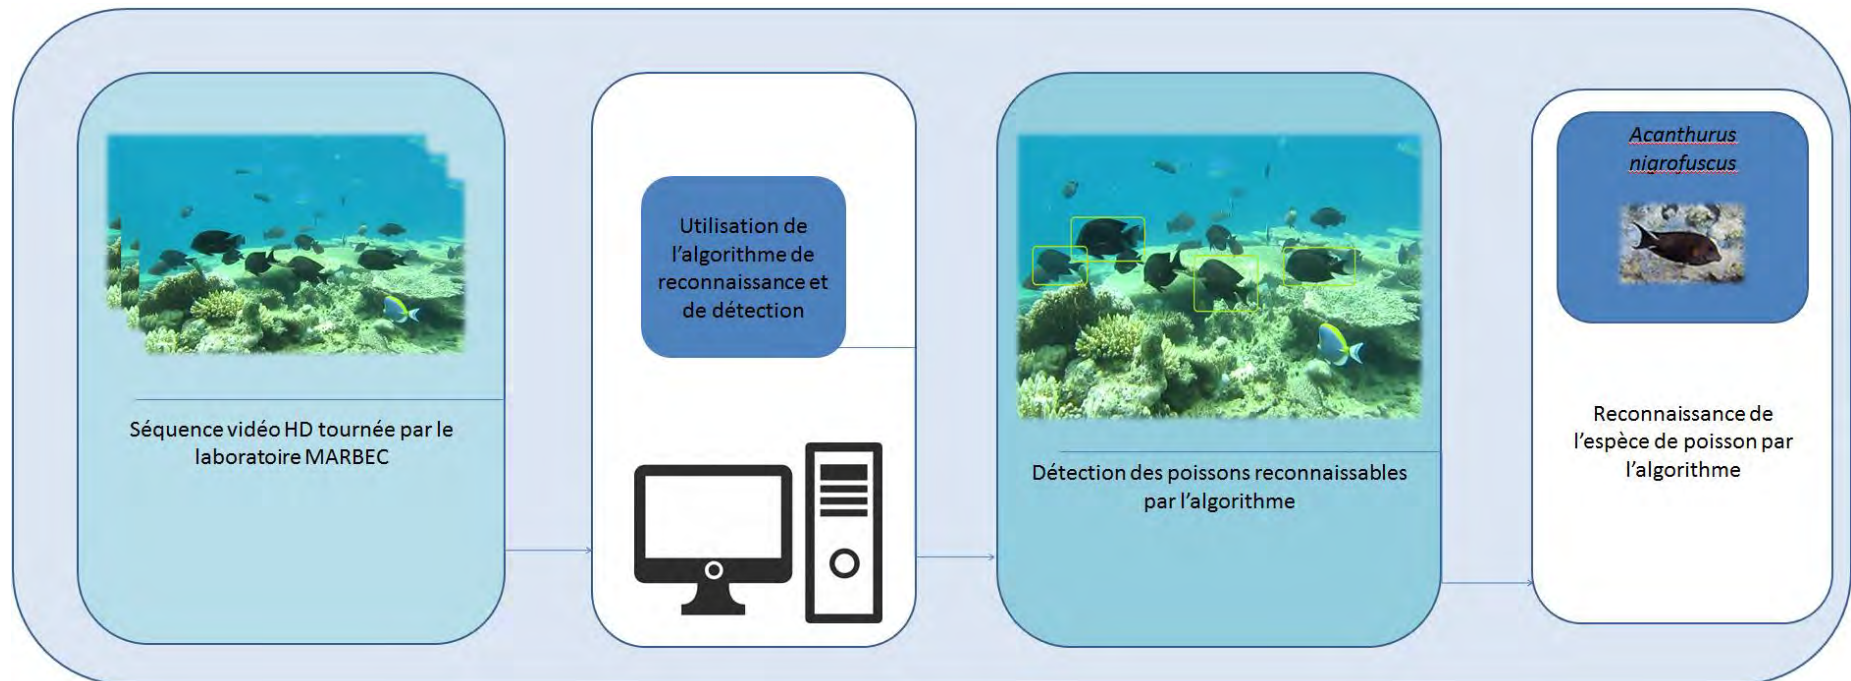 Séquence vidéo HD tournée par le
laboratoire MARBEC
Utilisation de
l'algorithme de
reconnaissance et
de détection
Détection des poissons reconnaissables
par l'algorithme
Acanthurus
nigrofuscus
Reconnaissance de
l'espèce de poisson par
l'algorithme